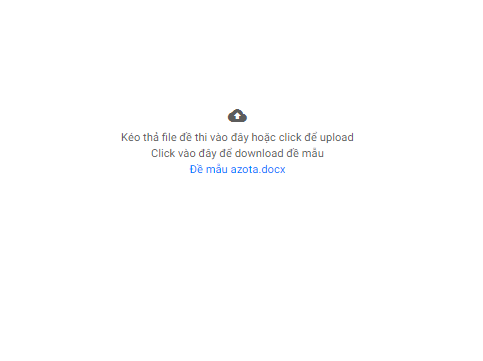 Kéo thả file đề thi vào đây hoặc click để upload
Click vào đây để download đề mẫu
Đề mẫu azota.docx